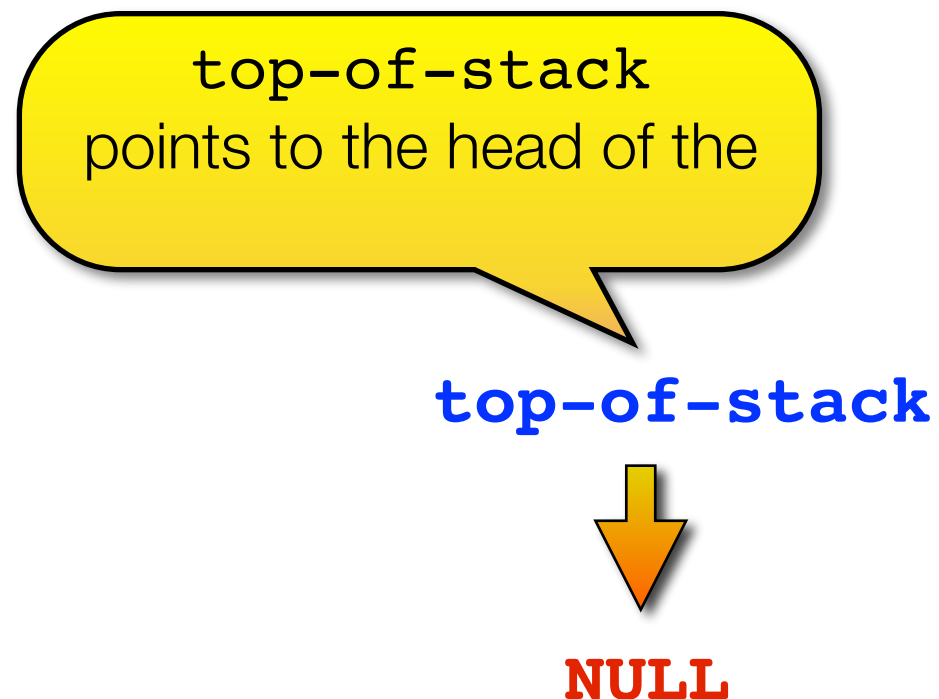 top-of-stack
points to the head of the
top-of-stack
NULL